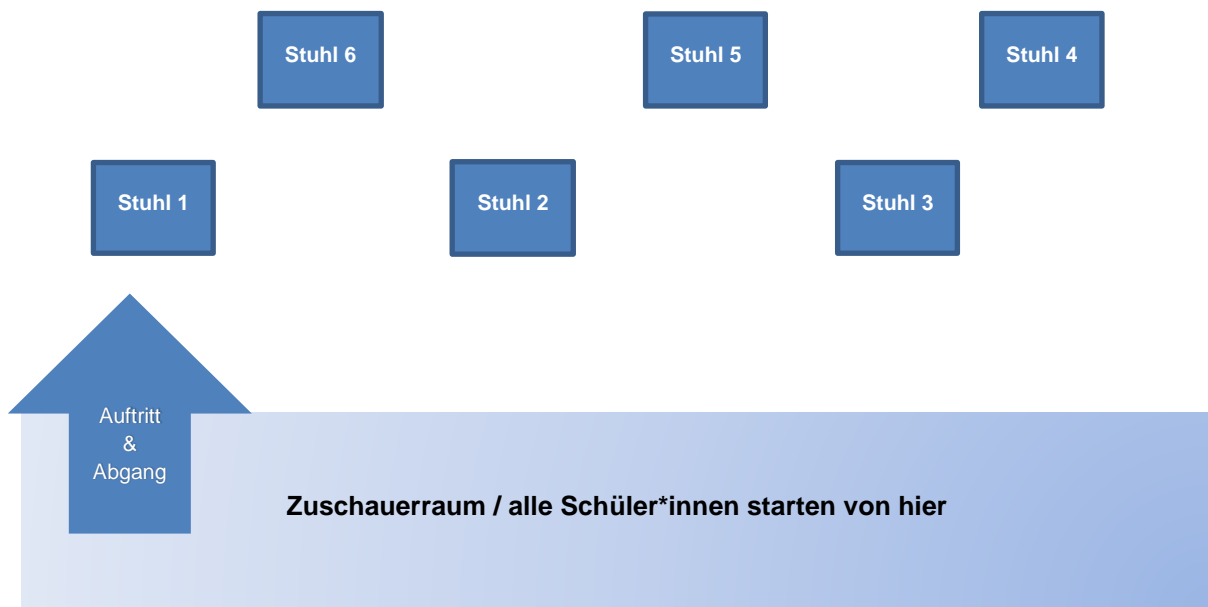 Stuhl 6
Stuhl 5
Stuhl 4
Stuhl 1
Stuhl 2
Stuhl 3
Auftritt
&
Abgang
Zuschauerraum / alle Schüler*innen starten von hier